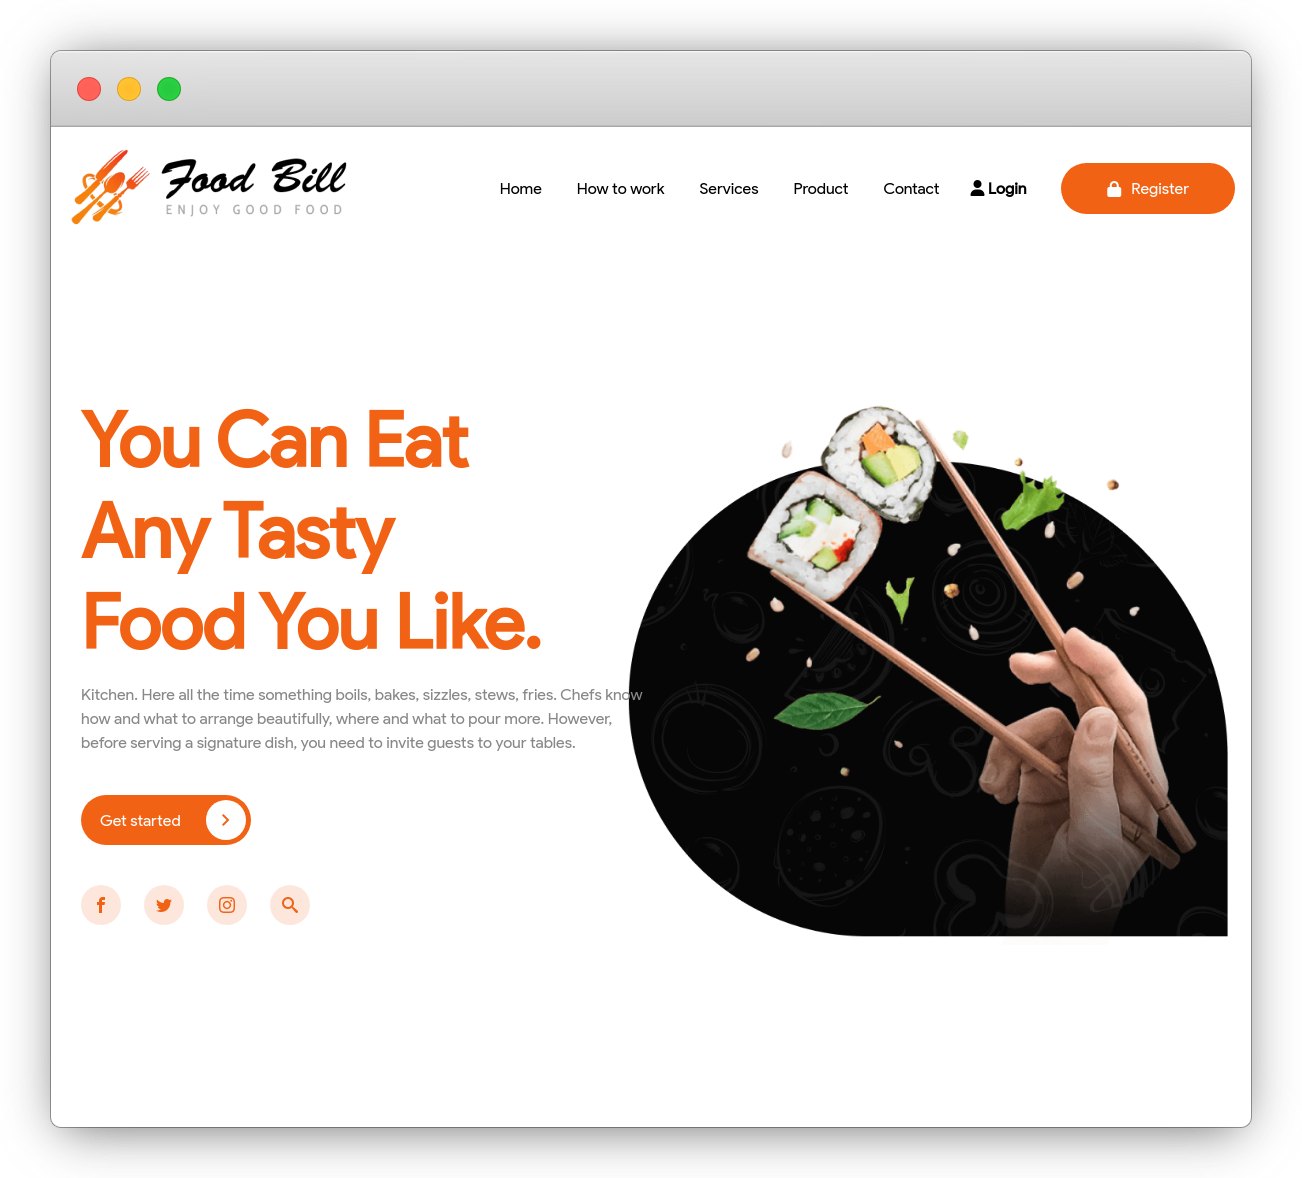 Food Bill
ENJOY GOOD FOOD
Home How to work Services Product Contact Login Register
You Can Eat
Any Tasty
Food You Like.
Kitchen. Here all the time something boils, bakes, sizzles, stews, fries. Chefs know
how and what to arrange beautifully, where and what to pour more. However,
before serving a signature dish, you need to invite guests to your tables.
Get started